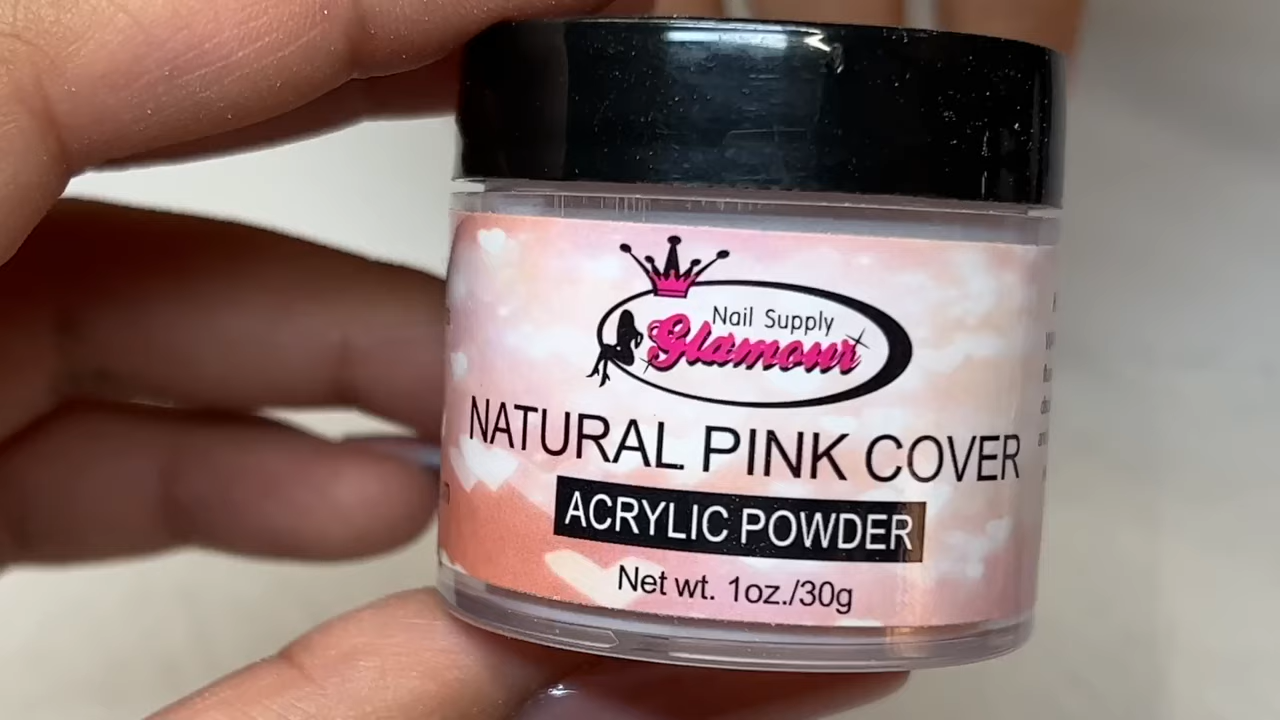 Nail Supply
Glamour
NATURAL PINK COVER
ACRYLIC POWDER
Net wt. 1oz./30g